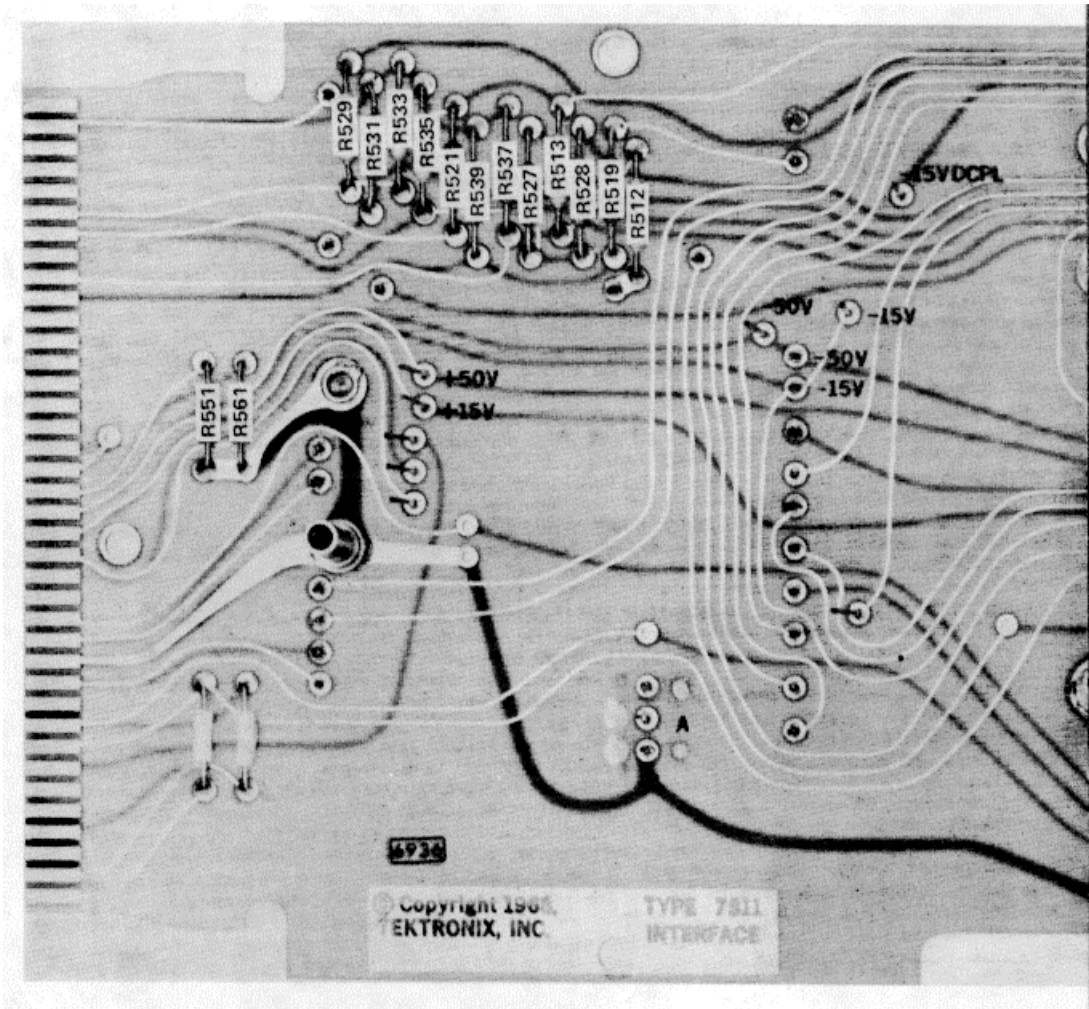 R529
R531
R533
R535
R521
R539
R537
R527
R513
R528
R519
R512
-15VDCPL
-50V
-15V
-50V
-15V
+50V
+15V
R551
R561
A
6936
© Copyright
TEKTRONIX, INC.
TYPE 7S11
INTERFACE